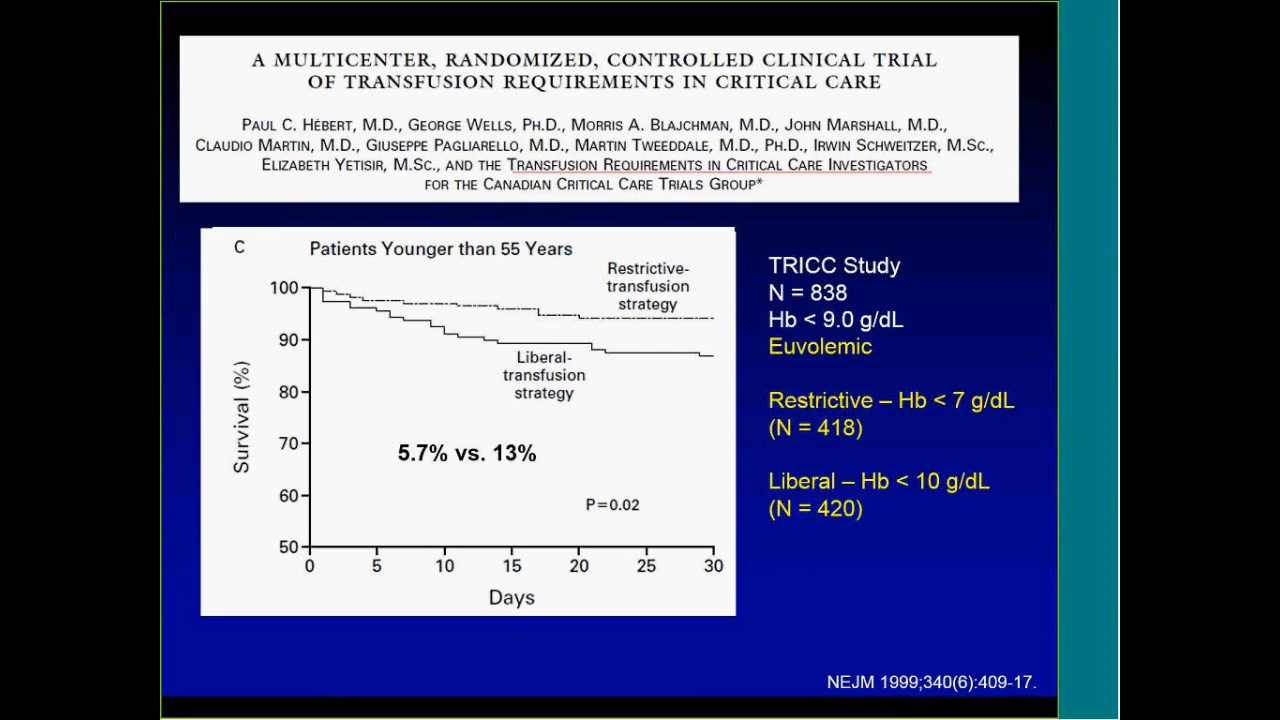 A MULTICENTER, RANDOMIZED, CONTROLLED CLINICAL TRIAL
OF TRANSFUSION REQUIREMENTS IN CRITICAL CARE
PAUL C. HÉBERT, M.D., GEORGE WELLS, PH.D., MORRIS A. BLAJCHMAN, M.D., JOHN MARSHALL, M.D.,
CLAUDIO MARTIN, M.D., GIUSEPPE PAGLIARELLO, M.D., MARTIN TWEEDDALE, M.D., PH.D., IRWIN SCHWEITZER, M.SC.,
ELIZABETH YETISIR, M.SC., AND THE TRANSFUSION REQUIREMENTS IN CRITICAL CARE INVESTIGATORS
FOR THE CANADIAN CRITICAL CARE TRIALS GROUP*
C Patients Younger than 55 Years
Restrictive-
transfusion
strategy
Liberal-
transfusion
strategy
Survival (%)
100
90
80
70
60
50
5.7% vs. 13%
P=0.02
0 5 10 15 20 25 30
Days
TRICC Study
N = 838
Hb < 9.0 g/dL
Euvolemic
Restrictive – Hb < 7 g/dL
(N = 418)
Liberal – Hb < 10 g/dL
(N = 420)
NEJM 1999;340(6):409-17.